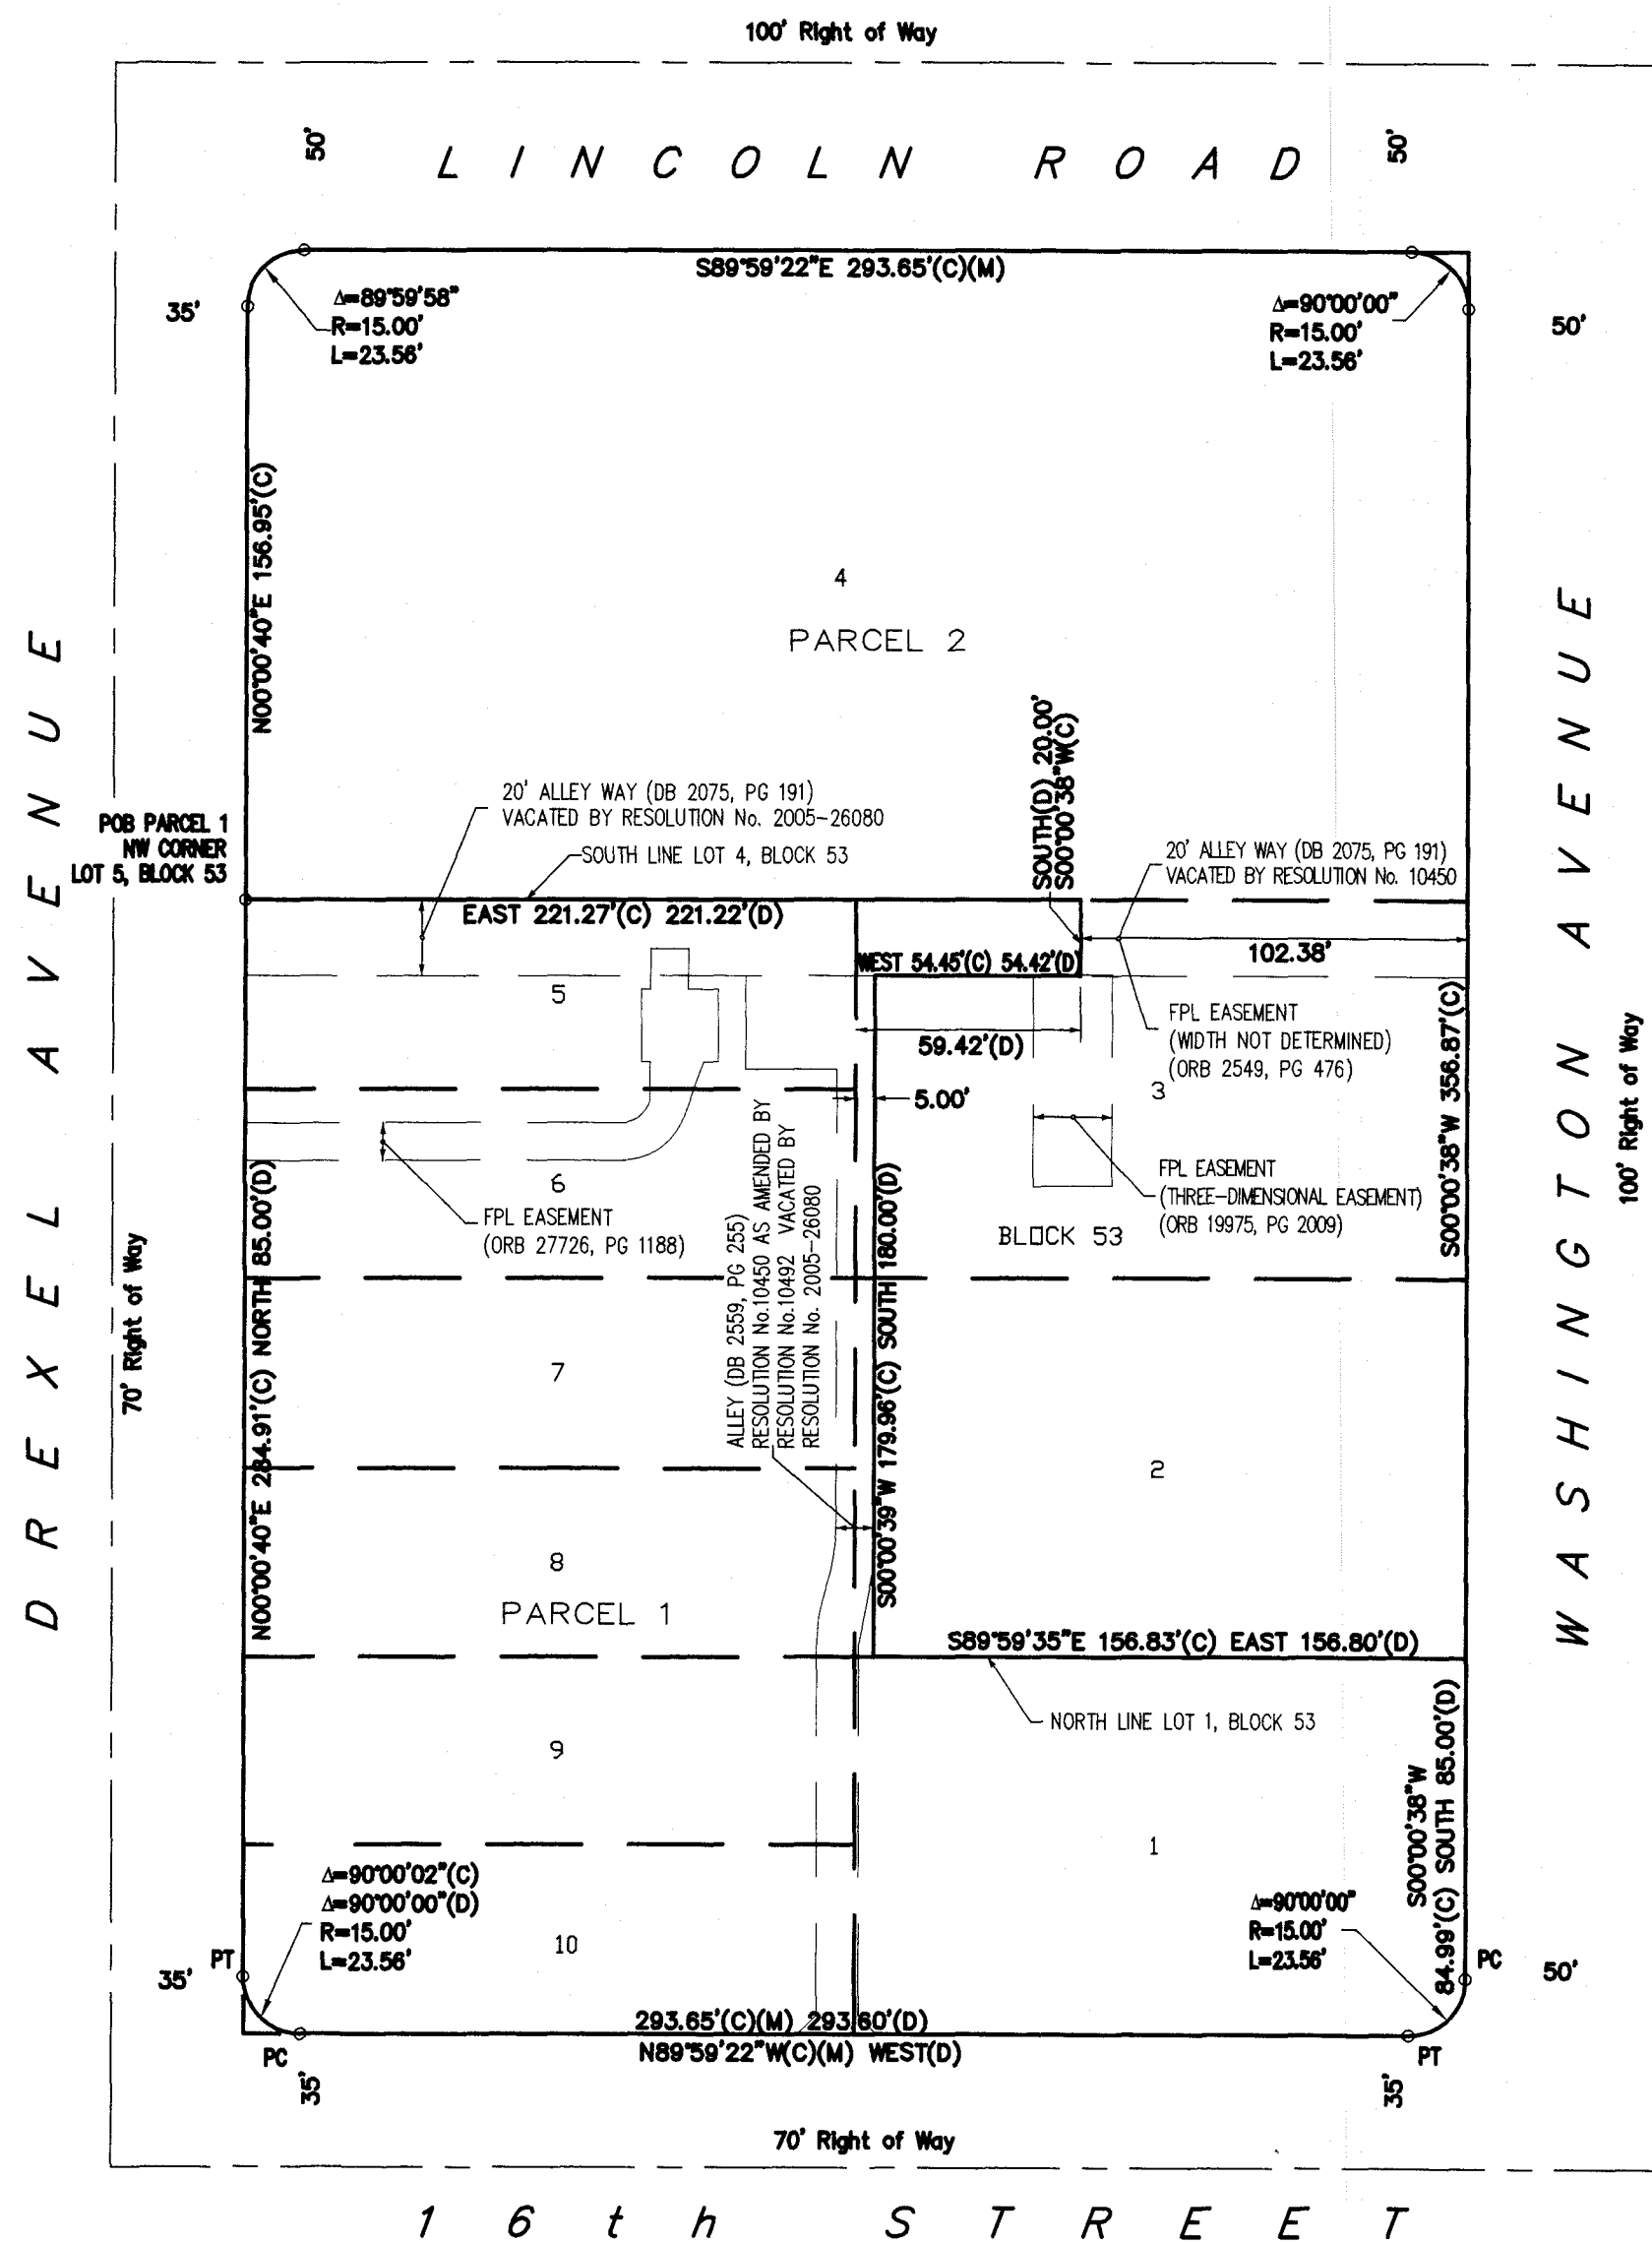 100' Right of Way
LINCOLN ROAD
50'
50'
S89°59'22"E 293.65'(C)(M)
35'
Δ=89°59'58"
R=15.00'
L=23.56'
Δ=90°00'00"
R=15.00'
L=23.56'
50'
N00°00'40"E 156.95'(C)
4
PARCEL 2
DREXEL AVENUE
WASHINGTON AVENUE
SOUTH(D) 20.00'
S00°00'38"W(C)
20' ALLEY WAY (DB 2075, PG 191)
VACATED BY RESOLUTION No. 2005-26080
SOUTH LINE LOT 4, BLOCK 53
POB PARCEL 1
NW CORNER
LOT 5, BLOCK 53
20' ALLEY WAY (DB 2075, PG 191)
VACATED BY RESOLUTION No. 10450
EAST 221.27'(C) 221.22'(D)
102.38'
WEST 54.45'(C) 54.42'(D)
5
59.42'(D)
FPL EASEMENT
(WIDTH NOT DETERMINED)
(ORB 2549, PG 476)
3
5.00'
S00°00'38"W 356.87'(C)
100' Right of Way
6
FPL EASEMENT
(ORB 27726, PG 1188)
FPL EASEMENT
(THREE-DIMENSIONAL EASEMENT)
(ORB 19975, PG 2009)
BLOCK 53
70' Right of Way
N00°00'40"E 284.91'(C) NORTH 85.00'(D)
ALLEY (DB 2559, PG 255)
RESOLUTION No.10450 AS AMENDED BY
RESOLUTION No.10492 VACATED BY
RESOLUTION No. 2005-26080
S00°00'39"W 179.96'(C) SOUTH 180.00'(D)
7
2
8
PARCEL 1
S89°59'35"E 156.83'(C) EAST 156.80'(D)
NORTH LINE LOT 1, BLOCK 53
9
1
S00°00'38"W
84.99'(C) SOUTH 85.00'(D)
Δ=90°00'02"(C)
Δ=90°00'00"(D)
R=15.00'
L=23.56'
10
Δ=90°00'00"
R=15.00'
L=23.56'
PT
35'
PC
50'
293.65'(C)(M) 293.60'(D)
N89°59'22"W(C)(M) WEST(D)
PC
35'
PT
35'
70' Right of Way
16th STREET